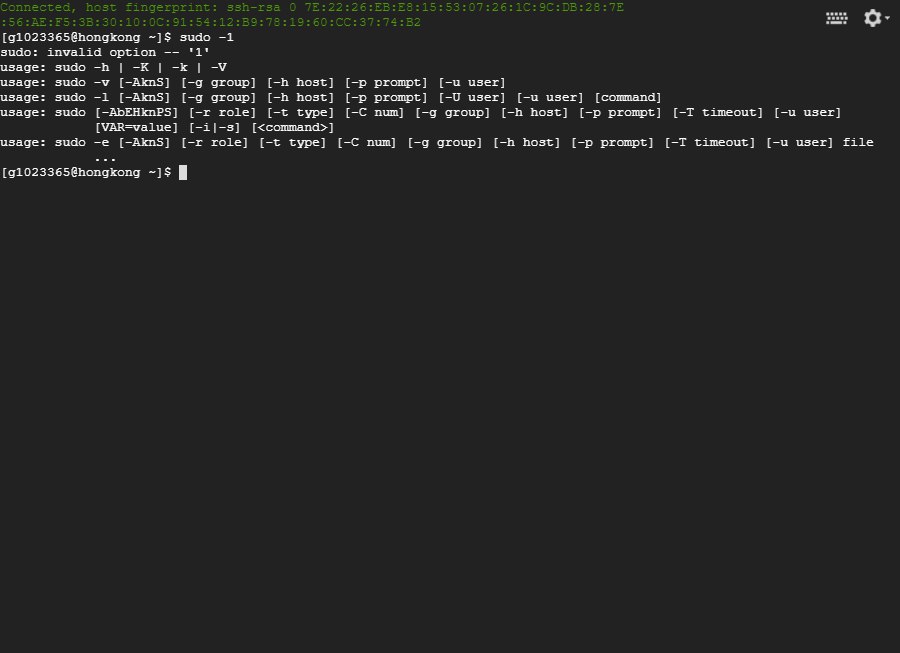 Connected, host fingerprint: ssh-rsa 0 7E:22:26:EB:E8:15:53:07:26:1C:9C:DB:28:7E
:56:AE:F5:3B:30:10:0C:91:54:12:B9:78:19:60:CC:37:74:B2
[g1023365@hongkong ~]$ sudo -1
sudo: invalid option -- '1'
usage: sudo -h | -K | -k | -V
usage: sudo -v [-AknS] [-g group] [-h host] [-p prompt] [-u user]
usage: sudo -l [-AknS] [-g group] [-h host] [-p prompt] [-U user] [-u user] [command]
usage: sudo [-AbEHknPS] [-r role] [-t type] [-C num] [-g group] [-h host] [-p prompt] [-T timeout] [-u user]
[VAR=value] [-i|-s] [<command>]
usage: sudo -e [-AknS] [-r role] [-t type] [-C num] [-g group] [-h host] [-p prompt] [-T timeout] [-u user] file
...
[g1023365@hongkong ~]$